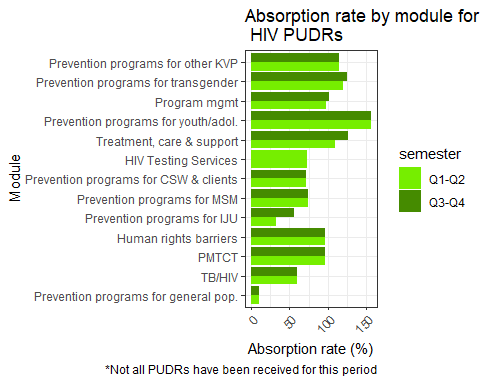 Absorption rate by module for
HIV PUDRs
Prevention programs for other KVP
Prevention programs for transgender
Program mgmt
Prevention programs for youth/adol.
Treatment, care & support
HIV Testing Services
Prevention programs for CSW & clients
Prevention programs for MSM
Prevention programs for IJU
Human rights barriers
PMTCT
TB/HIV
Prevention programs for general pop.
Module
0
50
100
150
Absorption rate (%)
*Not all PUDRs have been received for this period
semester
Q1-Q2
Q3-Q4